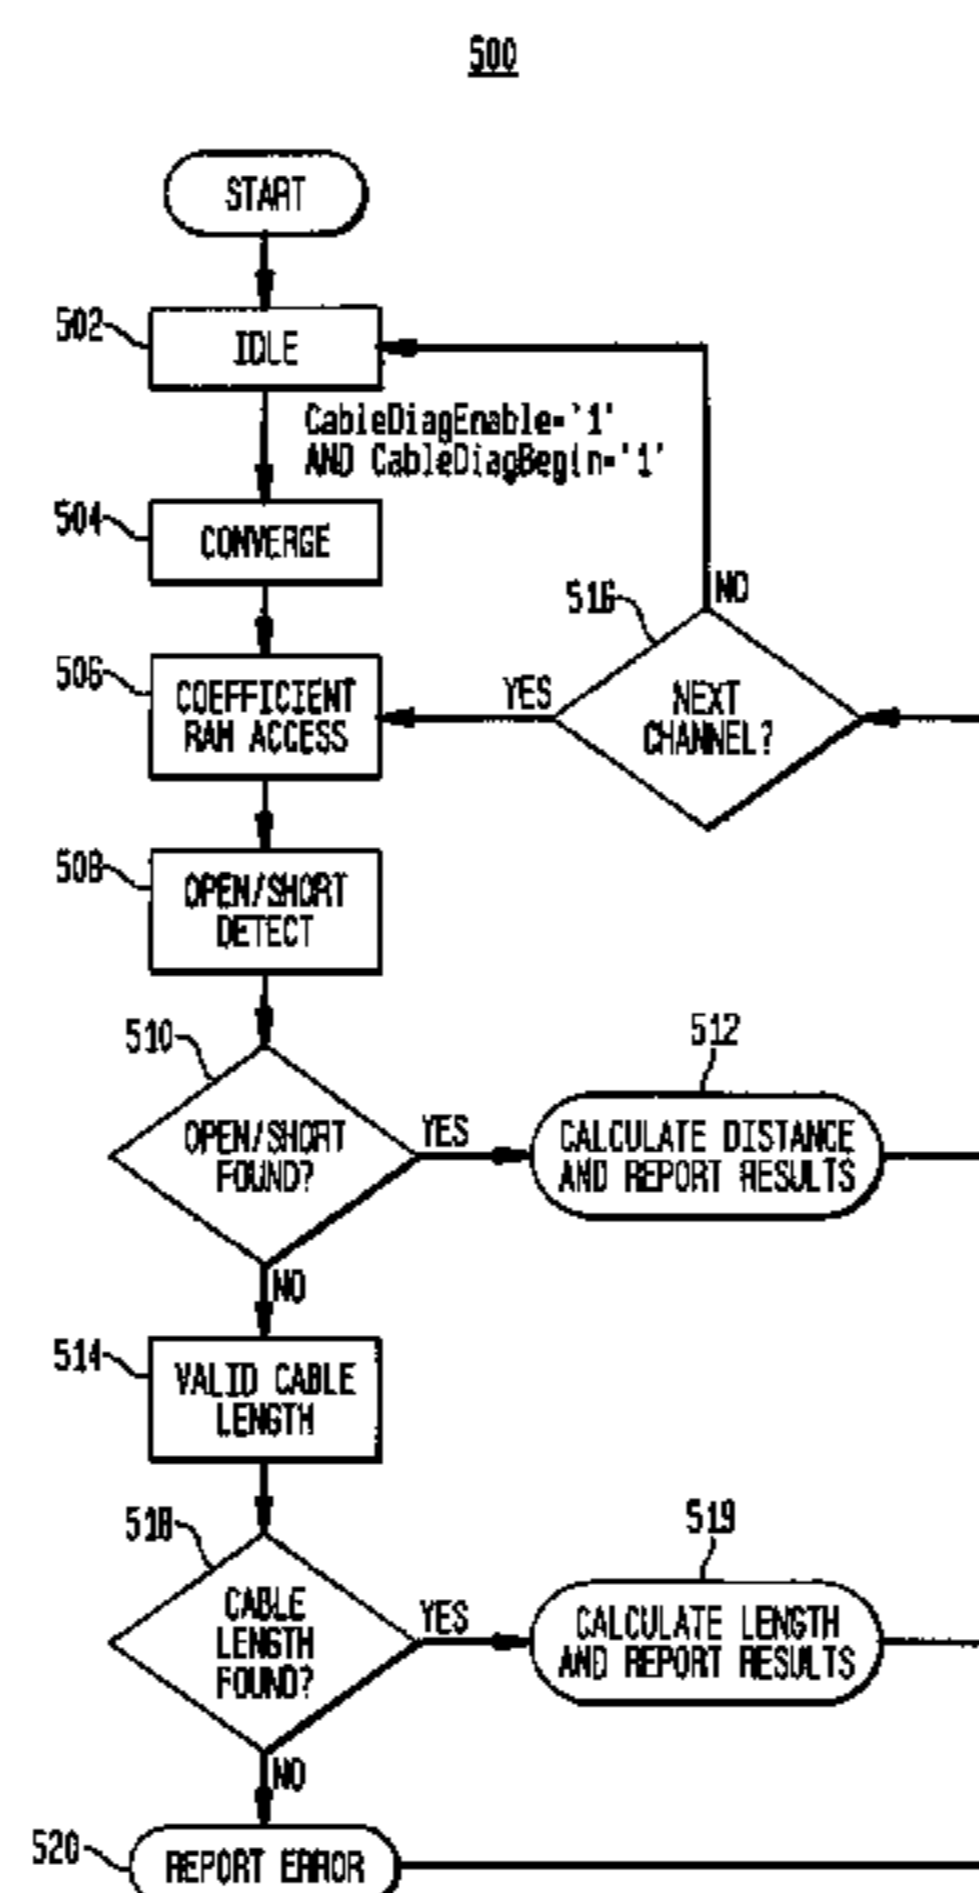 500
START
502
IDLE
CableDiagEnable='1'
AND CableDiagBegin='1'
504
CONVERGE
516
NO
506
COEFFICIENT
RAM ACCESS
YES
NEXT
CHANNEL?
508
OPEN/SHORT
DETECT
510
OPEN/SHORT
FOUND?
YES
512
CALCULATE DISTANCE
AND REPORT RESULTS
NO
514
VALID CABLE
LENGTH
518
CABLE
LENGTH
FOUND?
YES
519
CALCULATE LENGTH
AND REPORT RESULTS
NO
520
REPORT ERROR